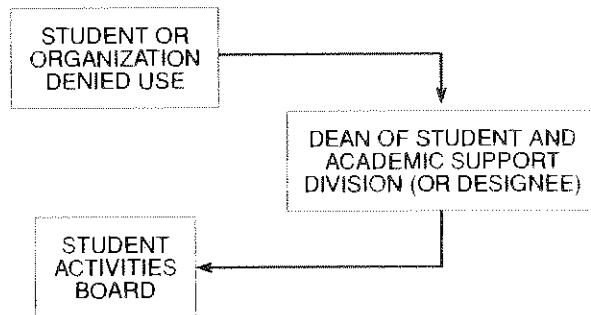 STUDENT OR
ORGANIZATION
DENIED USE
DEAN OF STUDENT AND
ACADEMIC SUPPORT
DIVISION (OR DESIGNEE)
STUDENT
ACTIVITIES
BOARD